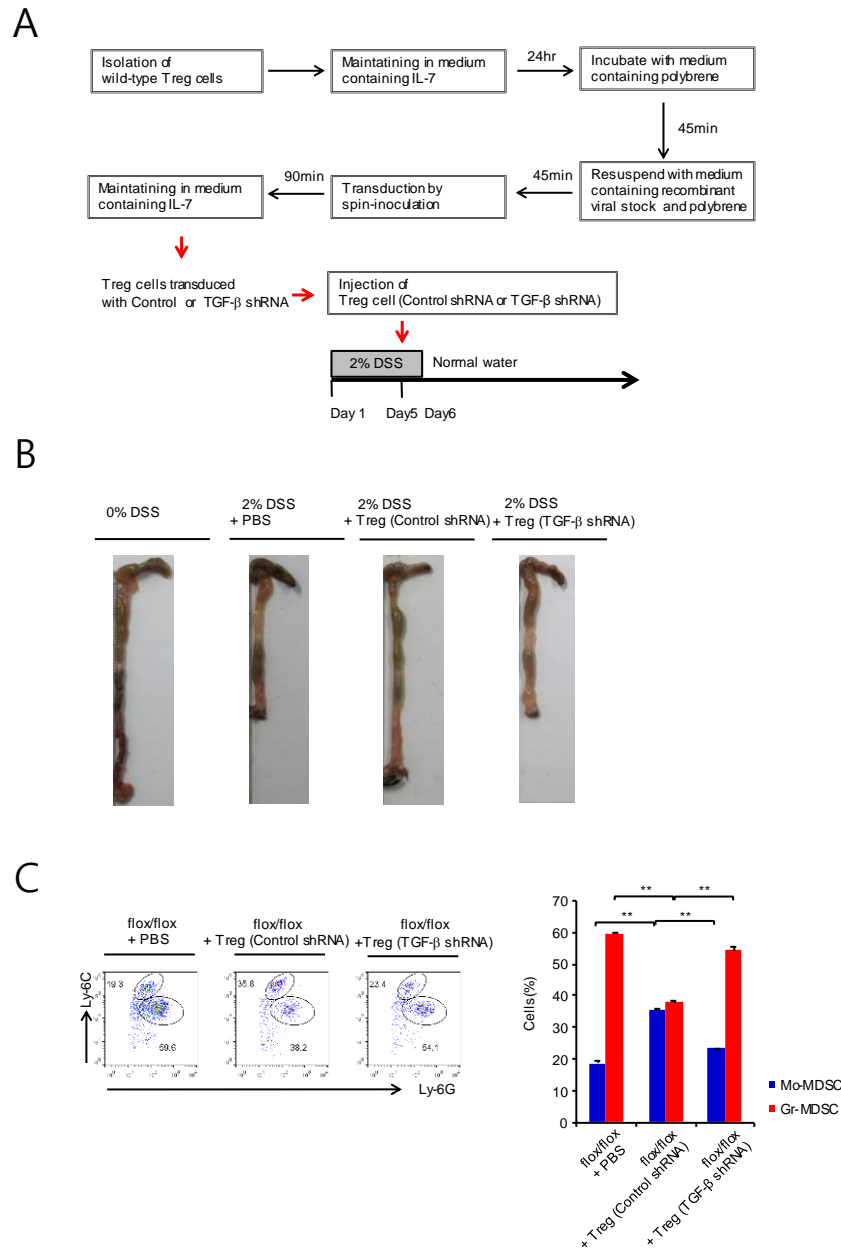 A
Isolation of
wild-type Treg cells
Maintaining in medium
containing IL-7
24hr
Incubate with medium
containing polybrene
45min
Resuspend with medium
containing recombinant
viral stock and polybrene
45min
Transduction by
spin-inoculation
90min
Maintatining in medium
containing IL-7
Treg cells transduced
with Control or TGF-β shRNA
Injection of
Treg cell (Control shRNA or TGF-β shRNA)
2% DSS
Normal water
Day 1
Day5
Day6
B
0% DSS
2% DSS
+ PBS
2% DSS
+ Treg (Control shRNA)
2% DSS
+ Treg (TGF-β shRNA)
C
flox/flox
+ PBS
flox/flox
+ Treg (Control shRNA)
flox/flox
+Treg (TGF-β shRNA)
Ly-6C
19.3
59.6
35.8
38.2
23.4
54.1
Ly-6G
Cells(%)
70
60
50
40
30
20
10
0
**
**
**
**
Mo-MDSC
Gr-MDSC
flox/flox
+ PBS
flox/flox
+ Treg (Control shRNA)
flox/flox
+ Treg (TGF-β shRNA)